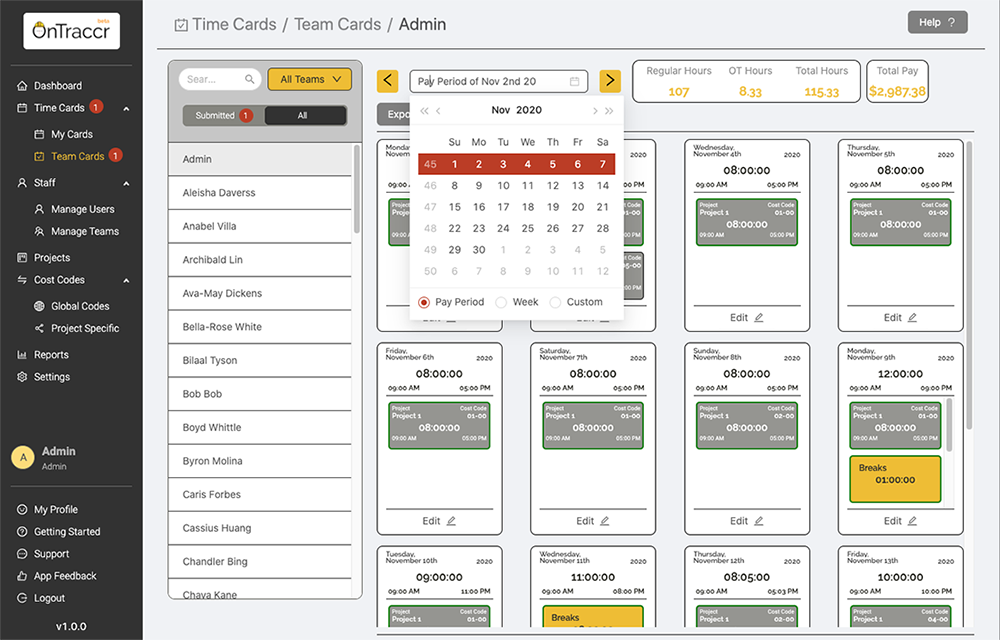 beta
OnTraccr
Dashboard
Time Cards 1
My Cards
Team Cards 1
Staff
Manage Users
Manage Teams
Projects
Cost Codes
Global Codes
Project Specific
Reports
Settings
A
Admin
Admin
My Profile
Getting Started
Support
App Feedback
Logout
v1.0.0
Time Cards / Team Cards / Admin
Help ?
Sear...
All Teams
Submitted 1
All
Admin
Aleisha Daverss
Anabel Villa
Archibald Lin
Ava-May Dickens
Bella-Rose White
Bilaal Tyson
Bob Bob
Boyd Whittle
Byron Molina
Caris Forbes
Cassius Huang
Chandler Bing
Chaya Kane
Pay Period of Nov 2nd 20
Regular Hours OT Hours Total Hours
107 8.33 115.33
Total Pay
$2,987.38
Expo
Nov 2020
Su Mo Tu We Th Fr Sa
45 1 2 3 4 5 6 7
46 8 9 10 11 12 13 14
47 15 16 17 18 19 20 21
48 22 23 24 25 26 27 28
49 29 30 1 2 3 4 5
50 6 7 8 9 10 11 12
Pay Period Week Custom
Wednesday,
November 4th 2020
08:00:00
09:00 AM 05:00 PM
Project Cost Code
Project 1 01-00
08:00:00
09:00 AM 05:00 PM
Edit
Thursday,
November 5th 2020
08:00:00
09:00 AM 05:00 PM
Project Cost Code
Project 1 01-00
08:00:00
09:00 AM 05:00 PM
Edit
Friday,
November 6th 2020
08:00:00
09:00 AM 05:00 PM
Project Cost Code
Project 1 01-00
08:00:00
09:00 AM 05:00 PM
Edit
Saturday,
November 7th 2020
08:00:00
09:00 AM 05:00 PM
Project Cost Code
Project 1 01-00
08:00:00
09:00 AM 05:00 PM
Edit
Sunday,
November 8th 2020
08:00:00
09:00 AM 05:00 PM
Project Cost Code
Project 1 02-00
08:00:00
09:00 AM 05:00 PM
Edit
Monday,
November 9th 2020
12:00:00
09:00 AM 09:00 PM
Project Cost Code
Project 1 01-00
08:00:00
09:00 AM 05:00 PM
Breaks
01:00:00
Edit
Tuesday,
November 10th 2020
09:00:00
09:00 AM 11:00 PM
Project Cost Code
Project 1 01-00
Wednesday,
November 11th 2020
11:00:00
09:00 AM 08:00 PM
Breaks
Thursday,
November 12th 2020
08:05:00
09:00 AM 05:03 PM
Project Cost Code
Project 1 02-00
Friday,
November 13th 2020
10:00:00
09:00 AM 10:00 PM
Project Cost Code
Project 1 04-00